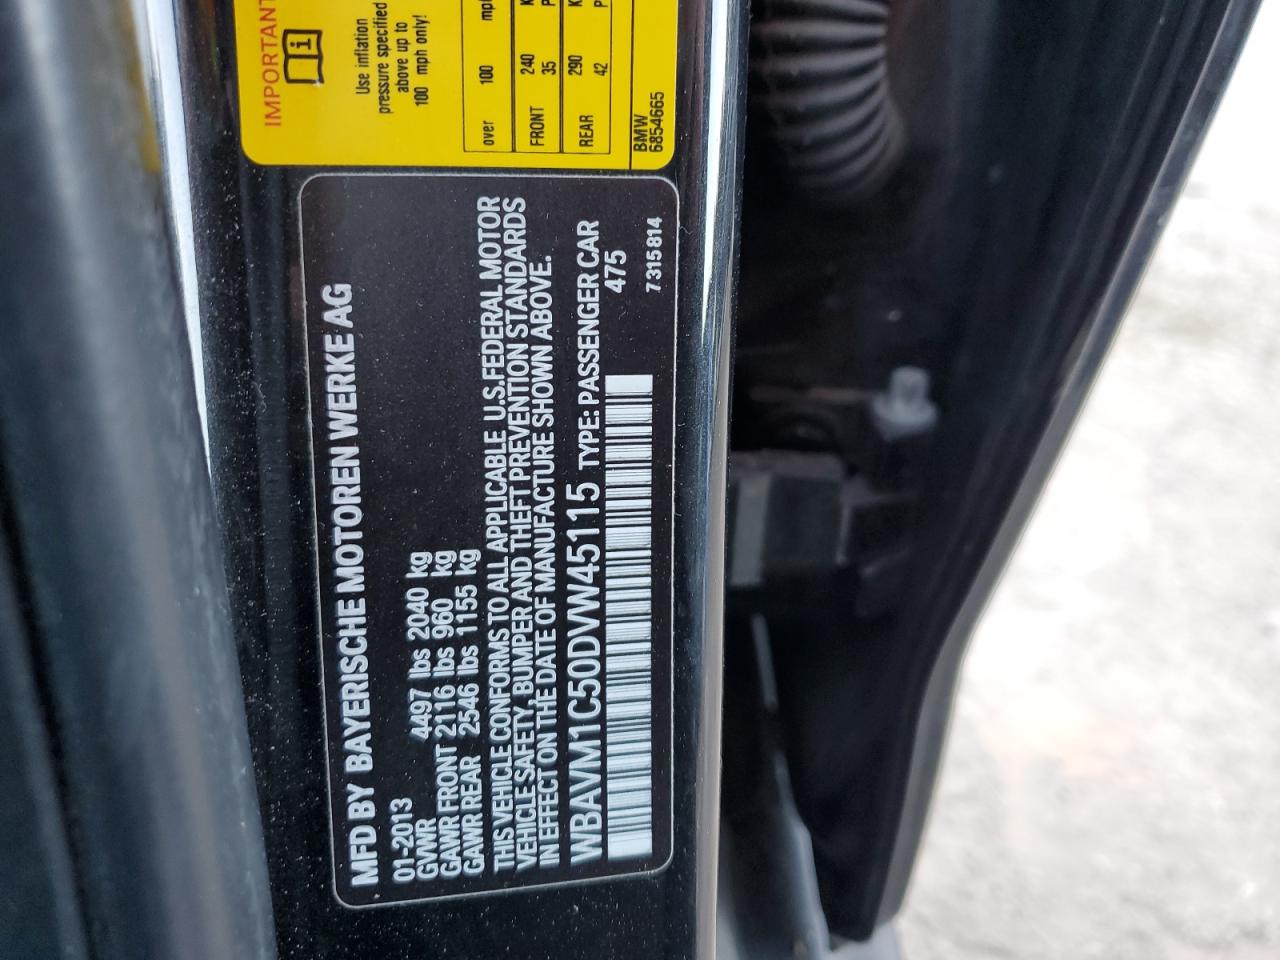 MFD BY BAYERISCHE MOTOREN WERKE AG
01-2013
GVWR 4497 lbs 2040 kg
GAWR FRONT 2116 lbs 960 kg
GAWR REAR 2546 lbs 1155 kg
THIS VEHICLE CONFORMS TO ALL APPLICABLE U.S.FEDERAL MOTOR
VEHICLE SAFETY, BUMPER AND THEFT PREVENTION STANDARDS
IN EFFECT ON THE DATE OF MANUFACTURE SHOWN ABOVE.
WBAVM1C50DVW45115 TYPE: PASSENGER CAR
475
7315814
IMPORTANT
i
Use inflation
pressure specified
above up to
100 mph only!
over 100 mph
FRONT 240
35
REAR 290
42
BMW
6854665